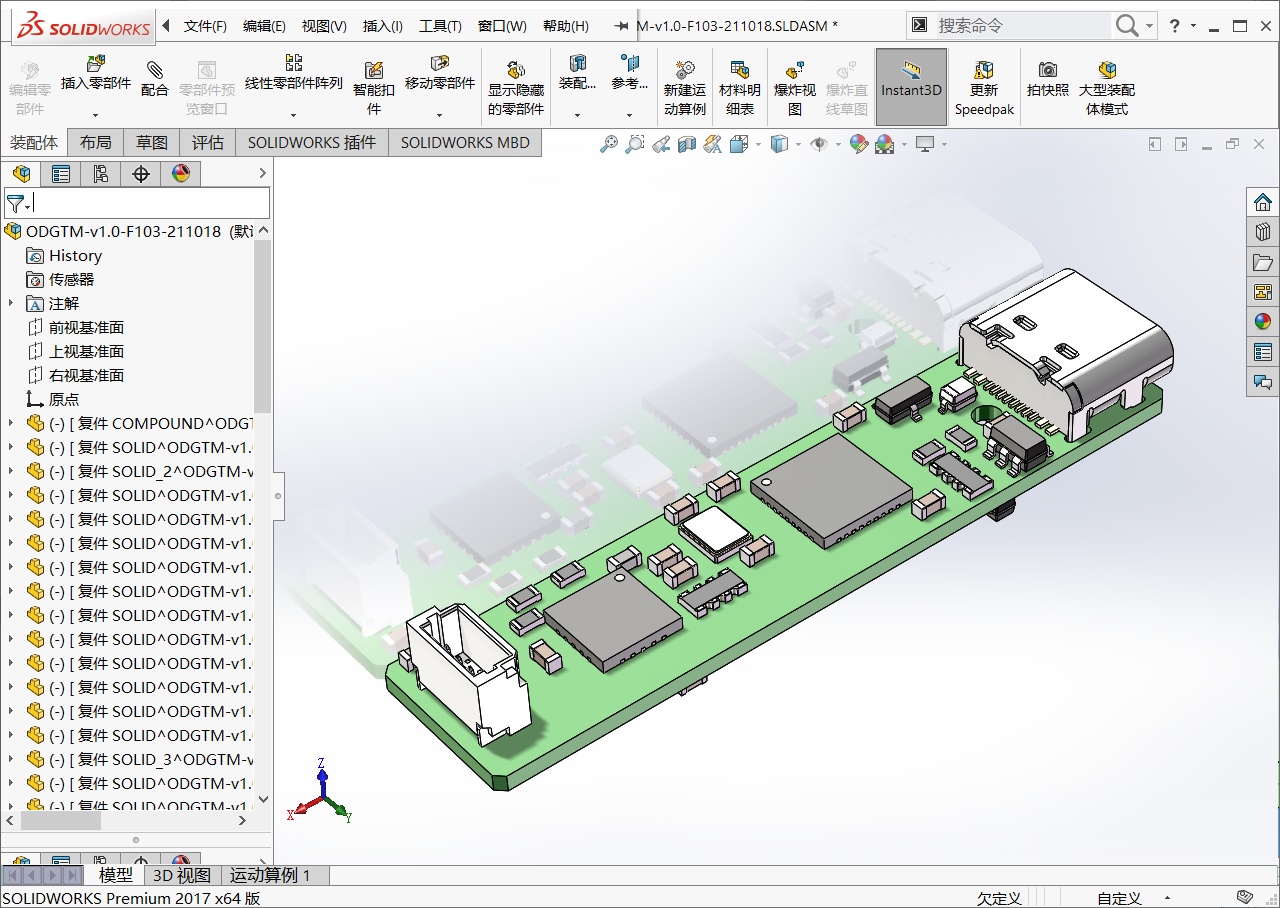 SOLIDWORKS 文件(F) 编辑(E) 视图(V) 插入(I) 工具(T) 窗口(W) 帮助(H) M-v1.0-F103-211018.SLDASM * 搜索命令 ?
编辑零部件 插入零部件 配合 零部件预览窗口 线性零部件阵列 智能扣件 移动零部件 显示隐藏的零部件 装配... 参考... 新建运动算例 材料明细表 爆炸视图 爆炸直线草图 Instant3D 更新 Speedpak 拍快照 大型装配体模式
装配体 布局 草图 评估 SOLIDWORKS 插件 SOLIDWORKS MBD
ODGTM-v1.0-F103-211018 (默
History
传感器
A 注解
前视基准面
上视基准面
右视基准面
原点
(-) [ 复件 COMPOUND^ODGT
(-) [ 复件 SOLID^ODGTM-v1.
(-) [ 复件 SOLID_2^ODGTM-v
(-) [ 复件 SOLID^ODGTM-v1.
(-) [ 复件 SOLID^ODGTM-v1.
(-) [ 复件 SOLID^ODGTM-v1.
(-) [ 复件 SOLID^ODGTM-v1.
(-) [ 复件 SOLID^ODGTM-v1.
(-) [ 复件 SOLID^ODGTM-v1.
(-) [ 复件 SOLID^ODGTM-v1.
(-) [ 复件 SOLID^ODGTM-v1.
(-) [ 复件 SOLID^ODGTM-v1.
(-) [ 复件 SOLID^ODGTM-v1.
(-) [ 复件 SOLID^ODGTM-v1.
(-) [ 复件 SOLID_3^ODGTM-v
(-) [ 复件 SOLID^ODGTM-v1.
(-) [ 复件 SOLID^ODGTM-v1.
Z
X
Y
模型 3D 视图 运动算例 1
SOLIDWORKS Premium 2017 x64 版 欠定义 自定义